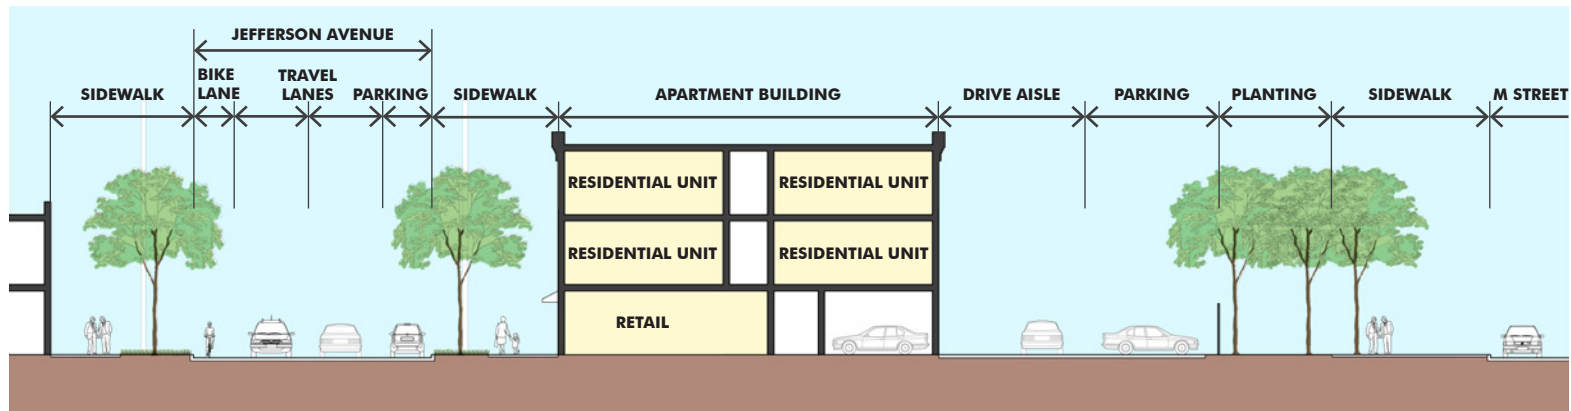 JEFFERSON AVENUE
SIDEWALK
BIKE
LANE
TRAVEL
LANES
PARKING
SIDEWALK
APARTMENT BUILDING
DRIVE AISLE
PARKING
PLANTING
SIDEWALK
M STREET
RESIDENTIAL UNIT
RESIDENTIAL UNIT
RESIDENTIAL UNIT
RESIDENTIAL UNIT
RETAIL